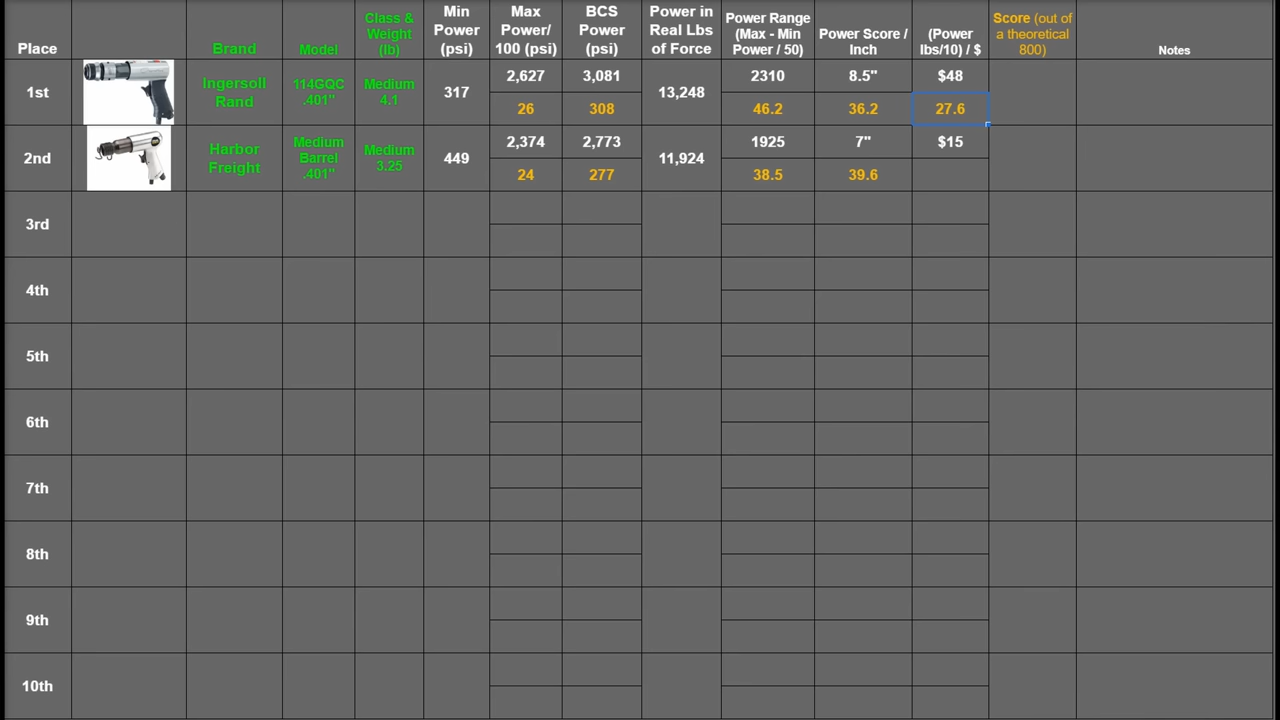 Place
Brand
Model
Class &
Weight
(lb)
Min
Power
(psi)
Max
Power/
100 (psi)
BCS
Power
(psi)
Power in
Real Lbs
of Force
Power Range
(Max - Min
Power / 50)
Power Score /
Inch
(Power
lbs/10) / $
Score (out of
a theoretical
800)
Notes
1st
Ingersoll
Rand
114GQC
.401"
Medium
4.1
317
2,627
26
3,081
308
13,248
2310
46.2
8.5"
36.2
$48
27.6
2nd
Harbor
Freight
Medium
Barrel
.401"
Medium
3.25
449
2,374
24
2,773
277
11,924
1925
38.5
7"
39.6
$15
3rd
4th
5th
6th
7th
8th
9th
10th